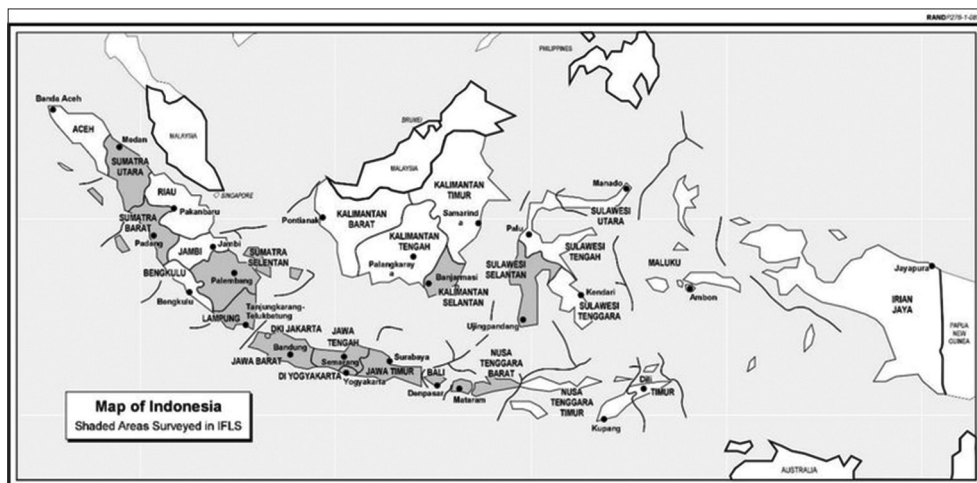 RANDP276-1-08
PHILIPPINES
Banda Aceh
ACEH
Medan
MALAYSIA
BRUNEI
SUMATRA
UTARA
MALAYSIA
RIAU
SINGAPORE
KALIMANTAN
TIMUR
Manado
Pakanbaru
Pontianak
KALIMANTAN
BARAT
Samarind
a
SULAWESI
UTARA
SUMATRA
BARAT
Padang
KALIMANTAN
TENGAH
Palu
JAMBI
Jambi
SUMATRA
SELENTAN
SULAWESI
TENGAH
Palangkaray
a
SULAWESI
SELANTAN
MALUKU
Jayapura
BENGKULU
Palembang
Banjarmasi
n
KALIMANTAN
SELANTAN
Bengkulu
Kendari
Ambon
SULAWESI
TENGGARA
IRIAN
JAYA
Tanjungkarang-
Telukbetung
LAMPUNG
Ujingpandang
PAPUA
NEW
GUINEA
DKI JAKARTA
JAWA
TENGAH
Bandung
Semarang
Surabaya
JAWA BARAT
JAWA TIMUR
BALI
NUSA
TENGGARA
BARAT
DI YOGYAKARTA
Yogyakarta
Denpasar
Mataram
NUSA
TENGGARA
TIMUR
Dili
TIMUR
Kupang
Map of Indonesia
Shaded Areas Surveyed in IFLS
AUSTRALIA